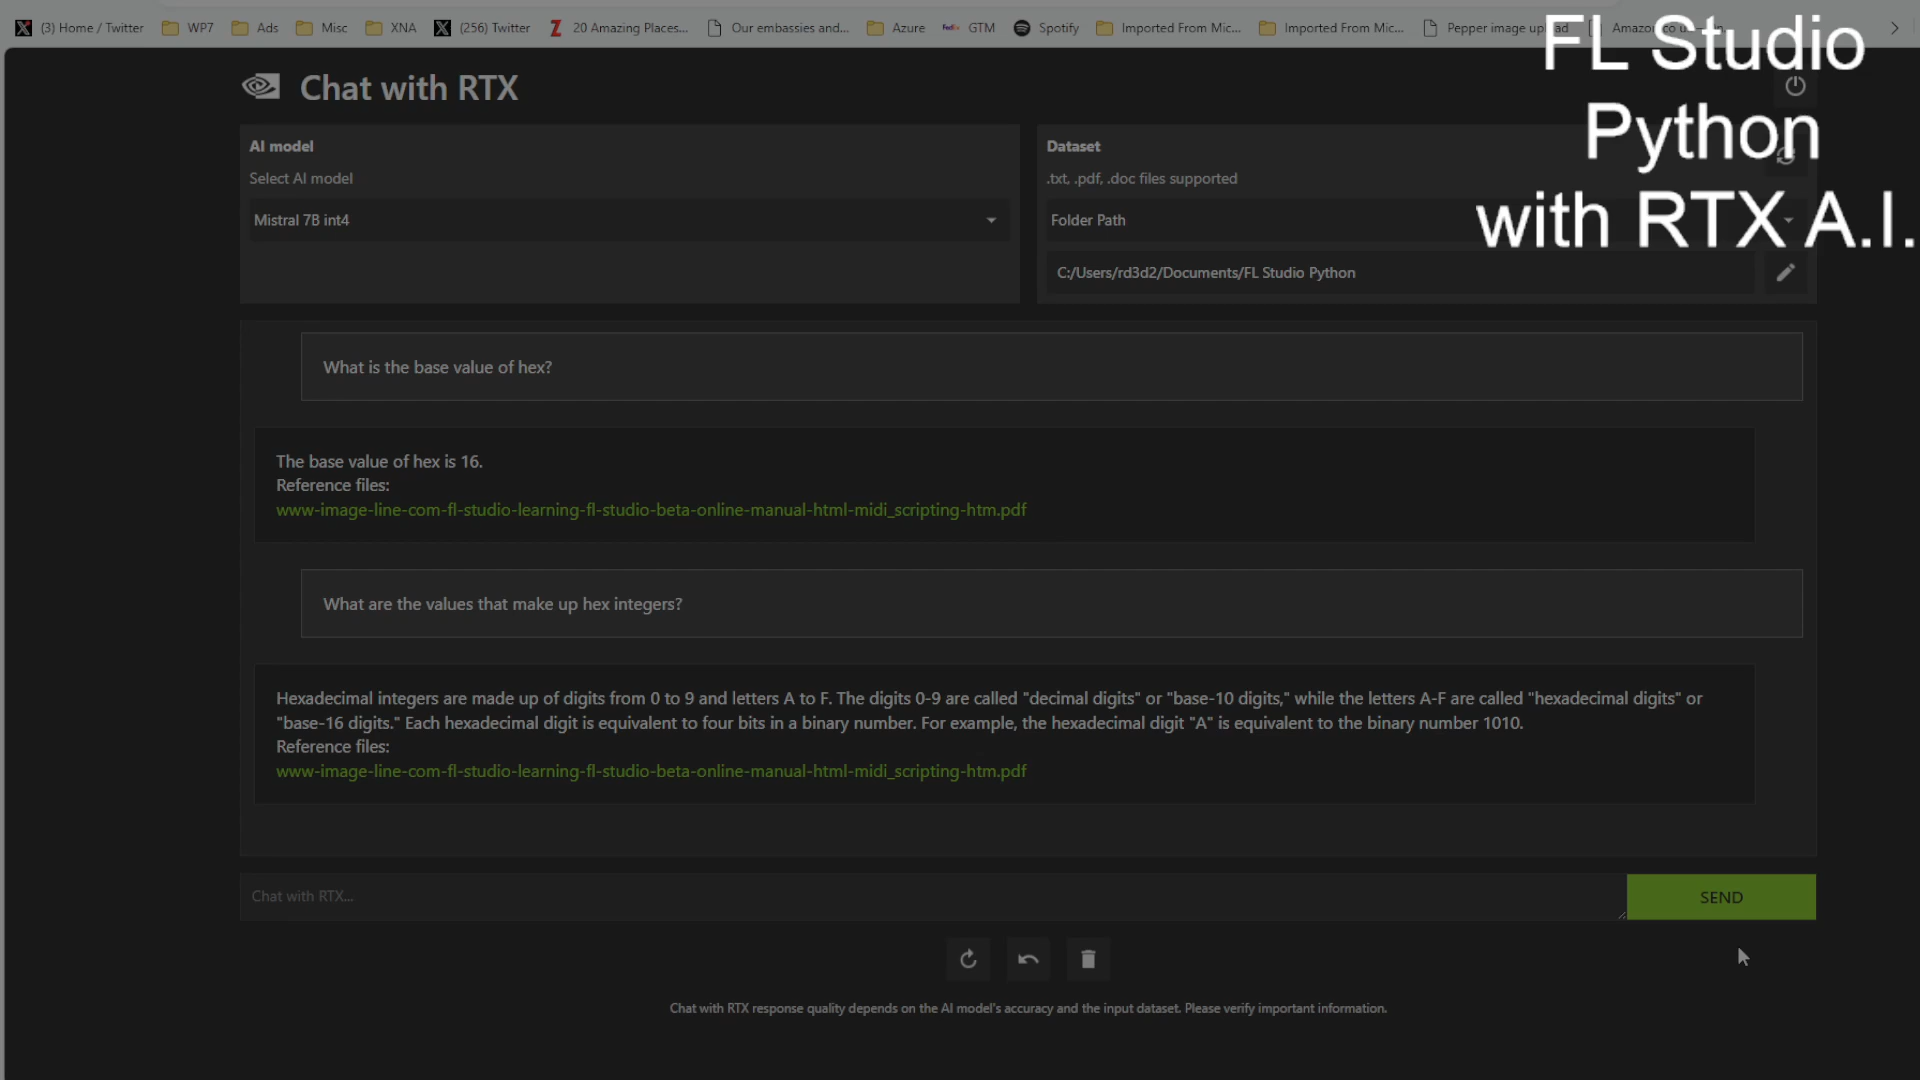 (3) Home / Twitter WP7 Ads Misc XNA (256) Twitter 20 Amazing Places... Our embassies and... Azure FedEx GTM Spotify Imported From Mic... Imported From Mic... Pepper image upload
FL Studio
Python
with RTX A.I.
Chat with RTX
AI model
Select AI model
Mistral 7B int4
Dataset
.txt, .pdf, .doc files supported
Folder Path
C:/Users/rd3d2/Documents/FL Studio Python
What is the base value of hex?
The base value of hex is 16.
Reference files:
www-image-line-com-fl-studio-learning-fl-studio-beta-online-manual-html-midi_scripting-htm.pdf
What are the values that make up hex integers?
Hexadecimal integers are made up of digits from 0 to 9 and letters A to F. The digits 0-9 are called "decimal digits" or "base-10 digits," while the letters A-F are called "hexadecimal digits" or
"base-16 digits." Each hexadecimal digit is equivalent to four bits in a binary number. For example, the hexadecimal digit "A" is equivalent to the binary number 1010.
Reference files:
www-image-line-com-fl-studio-learning-fl-studio-beta-online-manual-html-midi_scripting-htm.pdf
Chat with RTX...
SEND
Chat with RTX response quality depends on the AI model's accuracy and the input dataset. Please verify important information.